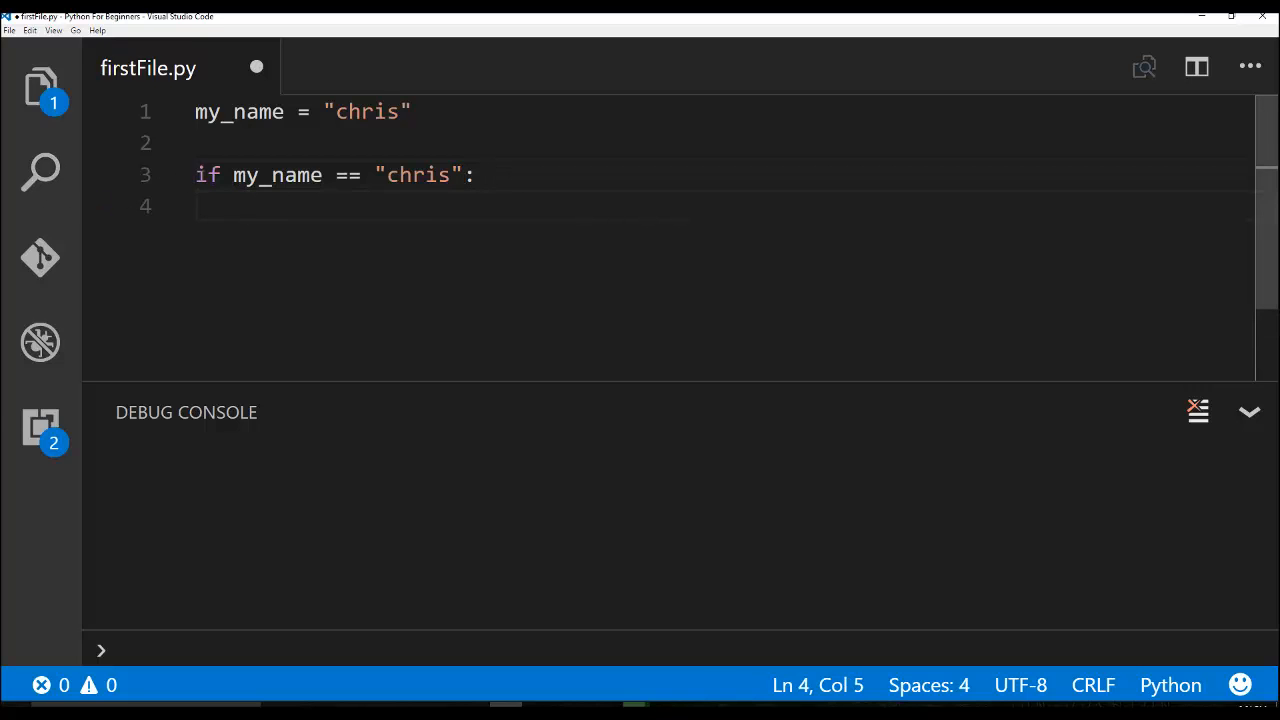 firstFile.py - Python For Beginners - Visual Studio Code
File Edit View Go Help
firstFile.py
1 my_name = "chris"
2
3 if my_name == "chris":
4
1
2
DEBUG CONSOLE
0 0 Ln 4, Col 5 Spaces: 4 UTF-8 CRLF Python